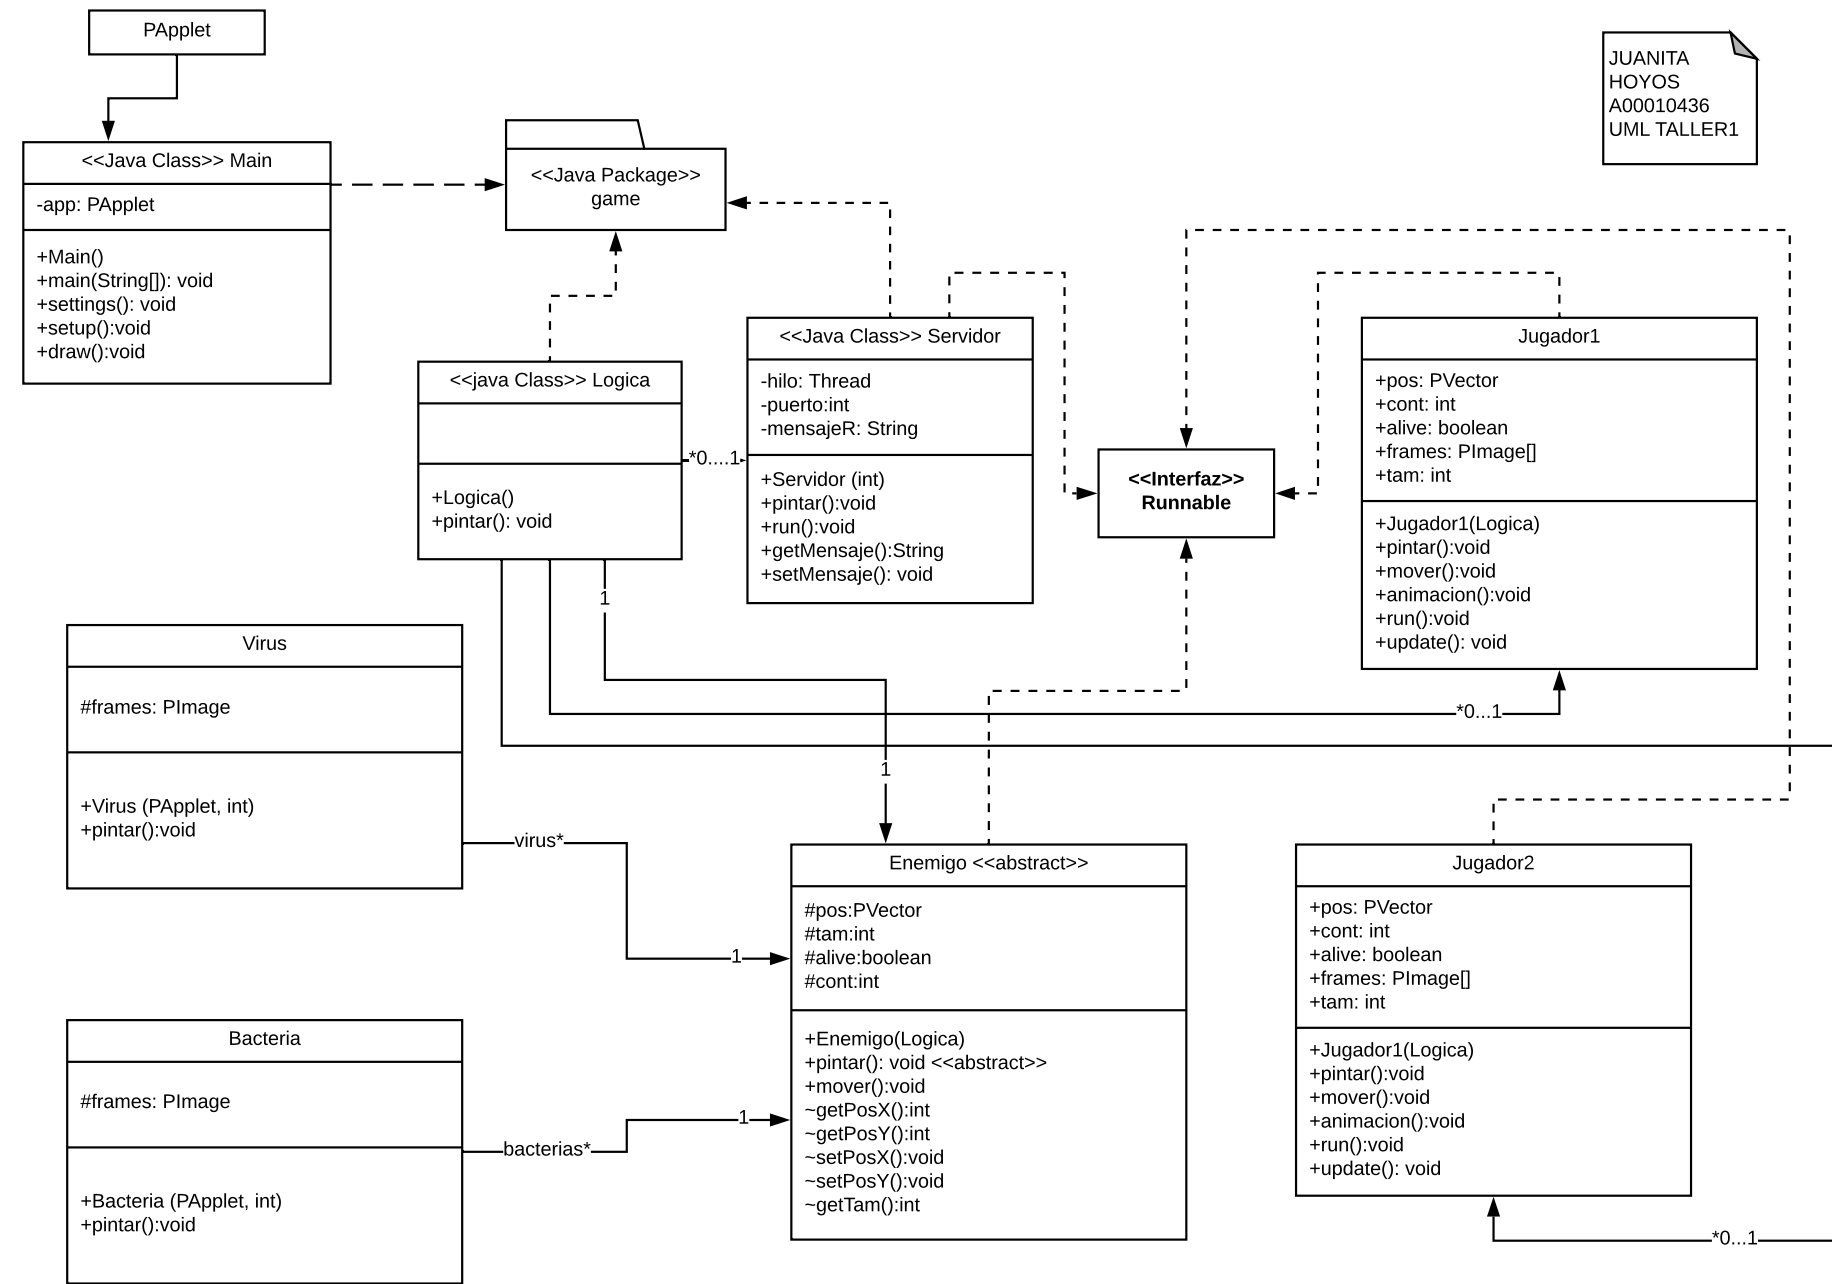 PApplet
JUANITA
HOYOS
A00010436
UML TALLER1
<<Java Class>> Main
-app: PApplet
+Main()
+main(String[]): void
+settings(): void
+setup():void
+draw():void
<<Java Package>>
game
<<java Class>> Logica
+Logica()
+pintar(): void
*0....1
<<Java Class>> Servidor
-hilo: Thread
-puerto:int
-mensajeR: String
+Servidor (int)
+pintar():void
+run():void
+getMensaje():String
+setMensaje(): void
<<Interfaz>>
Runnable
Jugador1
+pos: PVector
+cont: int
+alive: boolean
+frames: PImage[]
+tam: int
+Jugador1(Logica)
+pintar():void
+mover():void
+animacion():void
+run():void
+update(): void
1
*0...1
1
Virus
#frames: PImage
+Virus (PApplet, int)
+pintar():void
virus*
1
Bacteria
#frames: PImage
+Bacteria (PApplet, int)
+pintar():void
bacterias*
1
Enemigo <<abstract>>
#pos:PVector
#tam:int
#alive:boolean
#cont:int
+Enemigo(Logica)
+pintar(): void <<abstract>>
+mover():void
~getPosX():int
~getPosY():int
~setPosX():void
~setPosY():void
~getTam():int
Jugador2
+pos: PVector
+cont: int
+alive: boolean
+frames: PImage[]
+tam: int
+Jugador1(Logica)
+pintar():void
+mover():void
+animacion():void
+run():void
+update(): void
*0...1